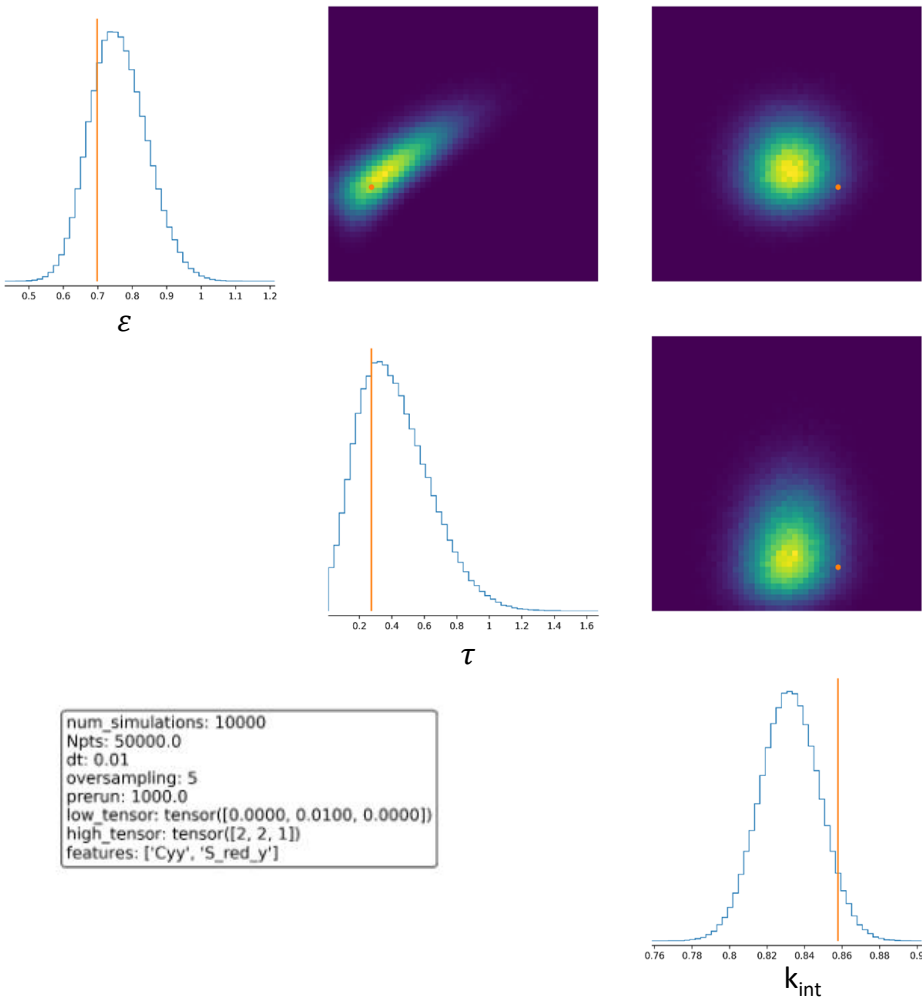 0.5 0.6 0.7 0.8 0.9 1 1.1 1.2
ε
0.2 0.4 0.6 0.8 1 1.2 1.4 1.6
τ
num_simulations: 10000
Npts: 50000.0
dt: 0.01
oversampling: 5
prerun: 1000.0
low_tensor: tensor([0.0000, 0.0100, 0.0000])
high_tensor: tensor([2, 2, 1])
features: ['Cyy', 'S_red_y']
0.76 0.78 0.8 0.82 0.84 0.86 0.88 0.9
k_int